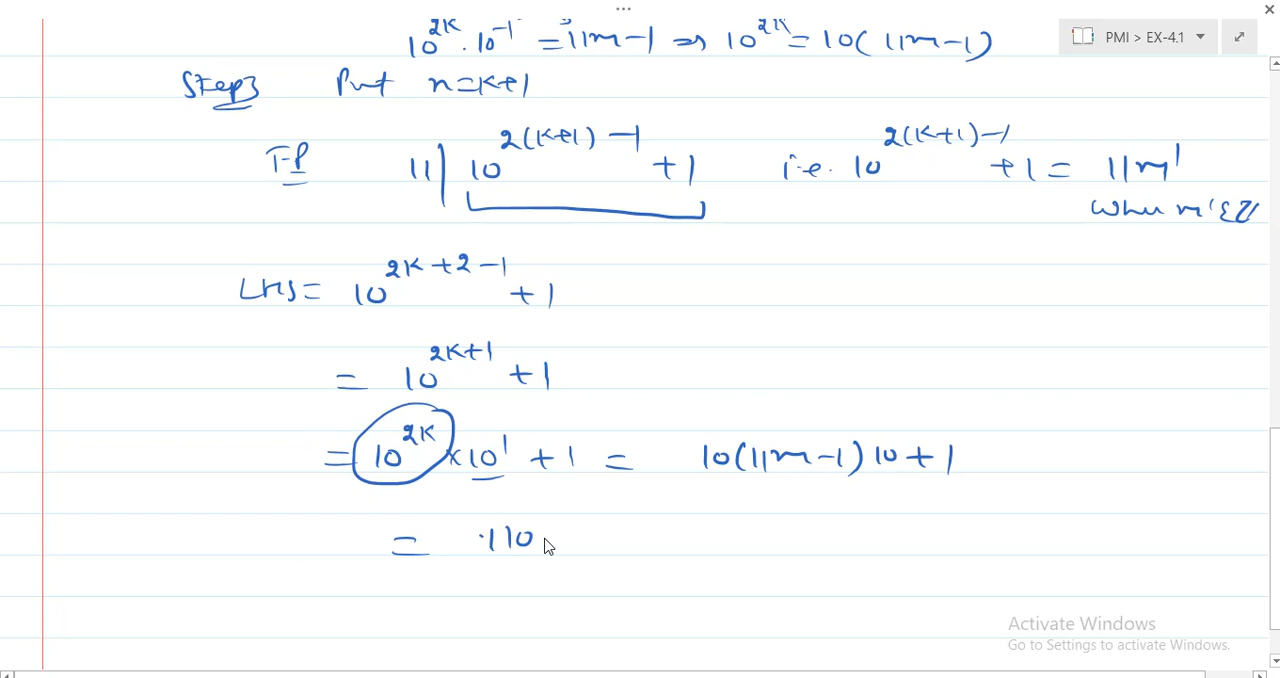 10^{2K} · 10^{-1} = 11m-1 ⇒ 10^{2K} = 10(11m-1)
PMI > EX-4.1
Step3 Put n=K+1
T-P 11 | 10^{2(K+1)-1} + 1 i.e. 10^{2(K+1)-1} + 1 = 11m'
when m'∈Z
LHS = 10^{2K+2-1} + 1
= 10^{2K+1} + 1
= 10^{2K} × 10^{1} + 1 = 10(11m-1)10+1
= 110
Activate Windows
Go to Settings to activate Windows.